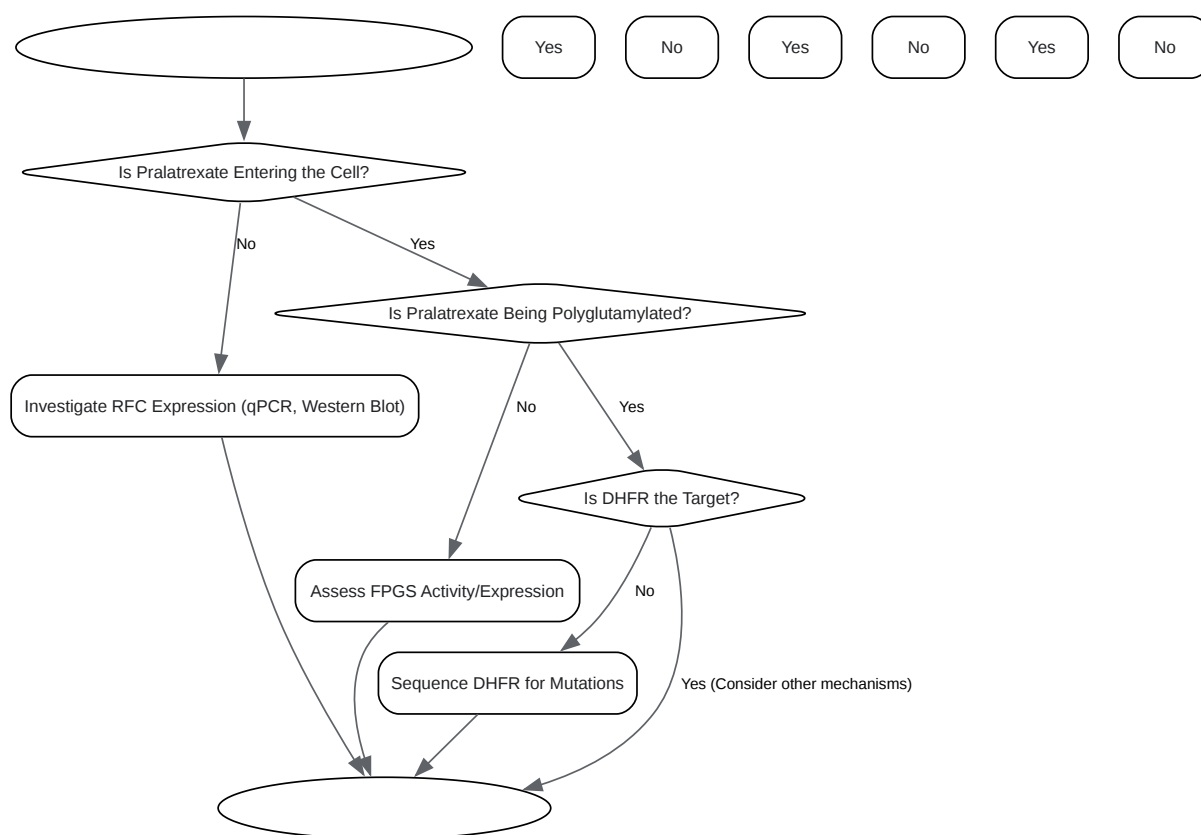 Yes
No
Yes
No
Yes
No
Is Pralatrexate Entering the Cell?
No
Yes
Is Pralatrexate Being Polyglutamylated?
Investigate RFC Expression (qPCR, Western Blot)
No
Yes
Is DHFR the Target?
Assess FPGS Activity/Expression
No
Sequence DHFR for Mutations
Yes (Consider other mechanisms)